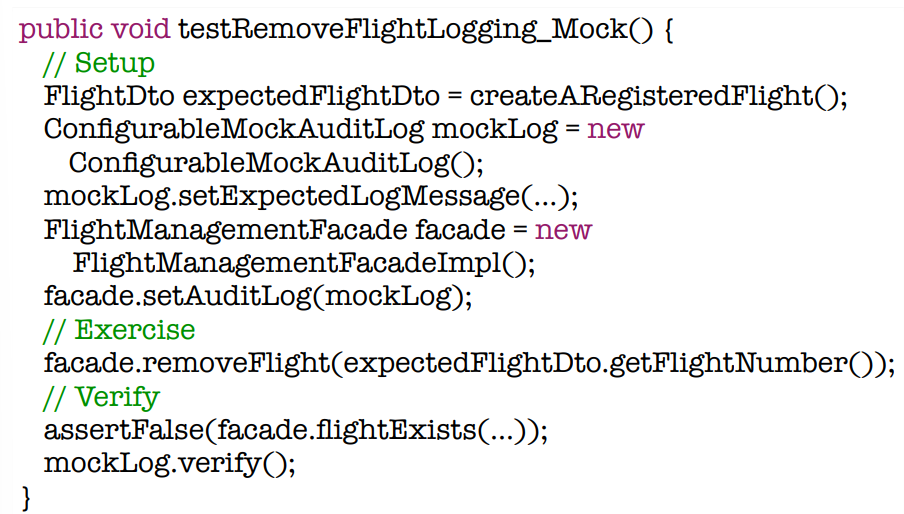 public void testRemoveFlightLogging_Mock() {
// Setup
FlightDto expectedFlightDto = createARegisteredFlight();
ConfigurableMockAuditLog mockLog = new
ConfigurableMockAuditLog();
mockLog.setExpectedLogMessage(...);
FlightManagementFacade facade = new
FlightManagementFacadeImpl();
facade.setAuditLog(mockLog);
// Exercise
facade.removeFlight(expectedFlightDto.getFlightNumber());
// Verify
assertFalse(facade.flightExists(...));
mockLog.verify();
}